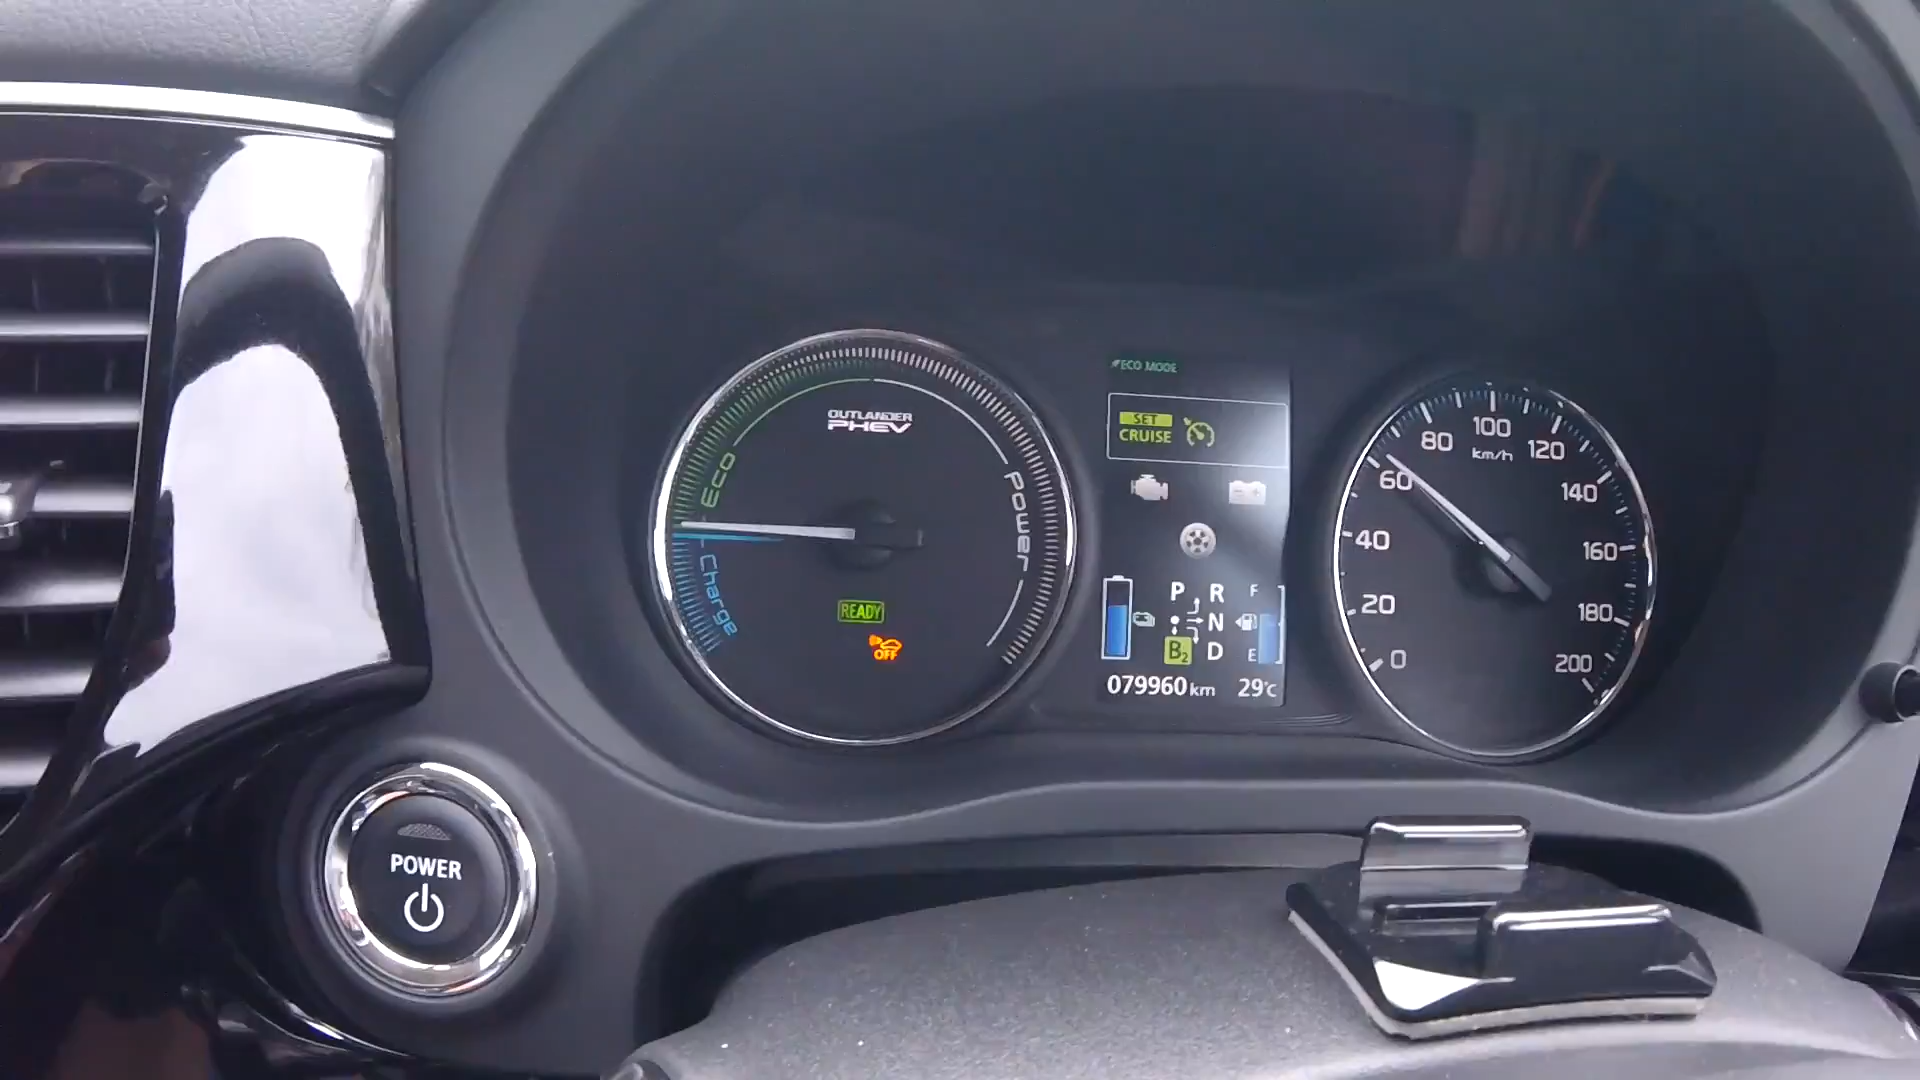 OUTLANDER
PHEV
Eco
Charge
Power
READY
OFF
ECO MODE
SET
CRUISE
P R
N
B2 D
F
E
079960 km 29°C
0
20
40
60
80
100
120
140
160
180
200
km/h
POWER